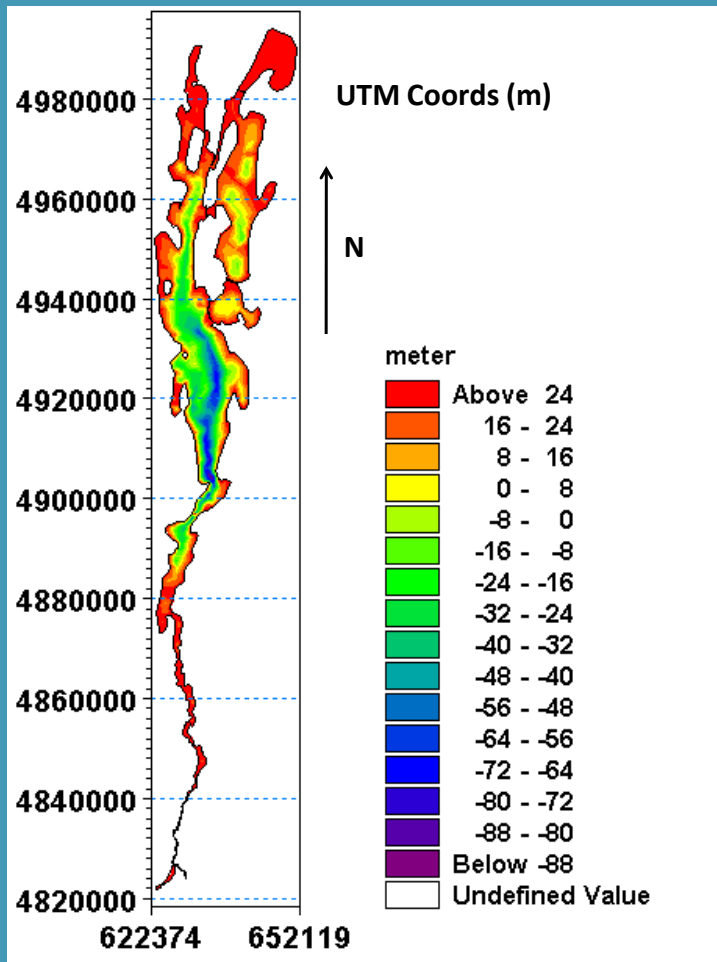 UTM Coords (m)
4980000
4960000
4940000
4920000
4900000
4880000
4860000
4840000
4820000
622374 652119
N
meter
Above 24
16 - 24
8 - 16
0 - 8
-8 - 0
-16 - -8
-24 - -16
-32 - -24
-40 - -32
-48 - -40
-56 - -48
-64 - -56
-72 - -64
-80 - -72
-88 - -80
Below -88
Undefined Value